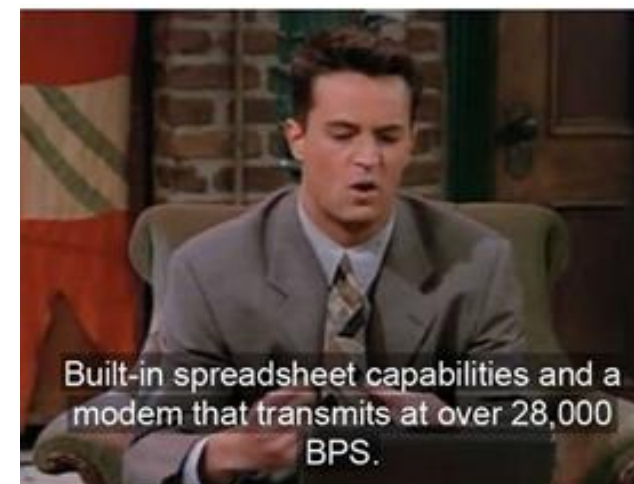 Built-in spreadsheet capabilities and a
modem that transmits at over 28,000
BPS.